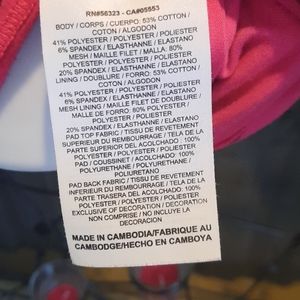 RN#56323 - CA#05553
BODY / CORPS / CUERPO: 53% COTTON
/ COTON / ALGODON
41% POLYESTER / POLYESTER / POLIESTER
6% SPANDEX / ELASTHANNE / ELASTANO
MESH / MAILLE FILET / MALLA: 80%
POLYESTER / POLYESTER / POLIESTER
20% SPANDEX / ELASTHANNE / ELASTANO
LINING / DOUBLURE / FORRO: 53% COTTON
/ COTON / ALGODON
41% POLYESTER / POLYESTER / POLIESTER
6% SPANDEX / ELASTHANNE / ELASTANO
MESH LINING / MAILLE FILET DE DOUBLURE /
MALLE DE FORRO: 80% POLYESTER /
POLYESTER / POLIESTER
20% SPANDEX / ELASTHANNE / ELASTANO
PAD TOP FABRIC / TISSU DE REVETEMENT
SUPERIEUR DU REMBOURRAGE / TELA DE LA
PARTE SUPERIOR DEL ACOLCHADO : 100%
POLYESTER / POLYESTER / POLIESTER
PAD / COUSSINET / ACOLCHADO: 100%
POLYURETHANE / POLYURETHANE /
POLIURETANO
PAD BACK FABRIC / TISSU DE REVETEMENT
INFERIEUR DU REMBOURRAGE / TELA DE LA
PARTE TRASERA DEL ACOLCHADO: 100%
POLYESTER / POLYESTER / POLIESTER
EXCLUSIVE OF DECORATION / DECORATION
NON COMPRISE / NO INCLUYE LA
DECORACION
MADE IN CAMBODIA/FABRIQUE AU
CAMBODGE/HECHO EN CAMBOYA